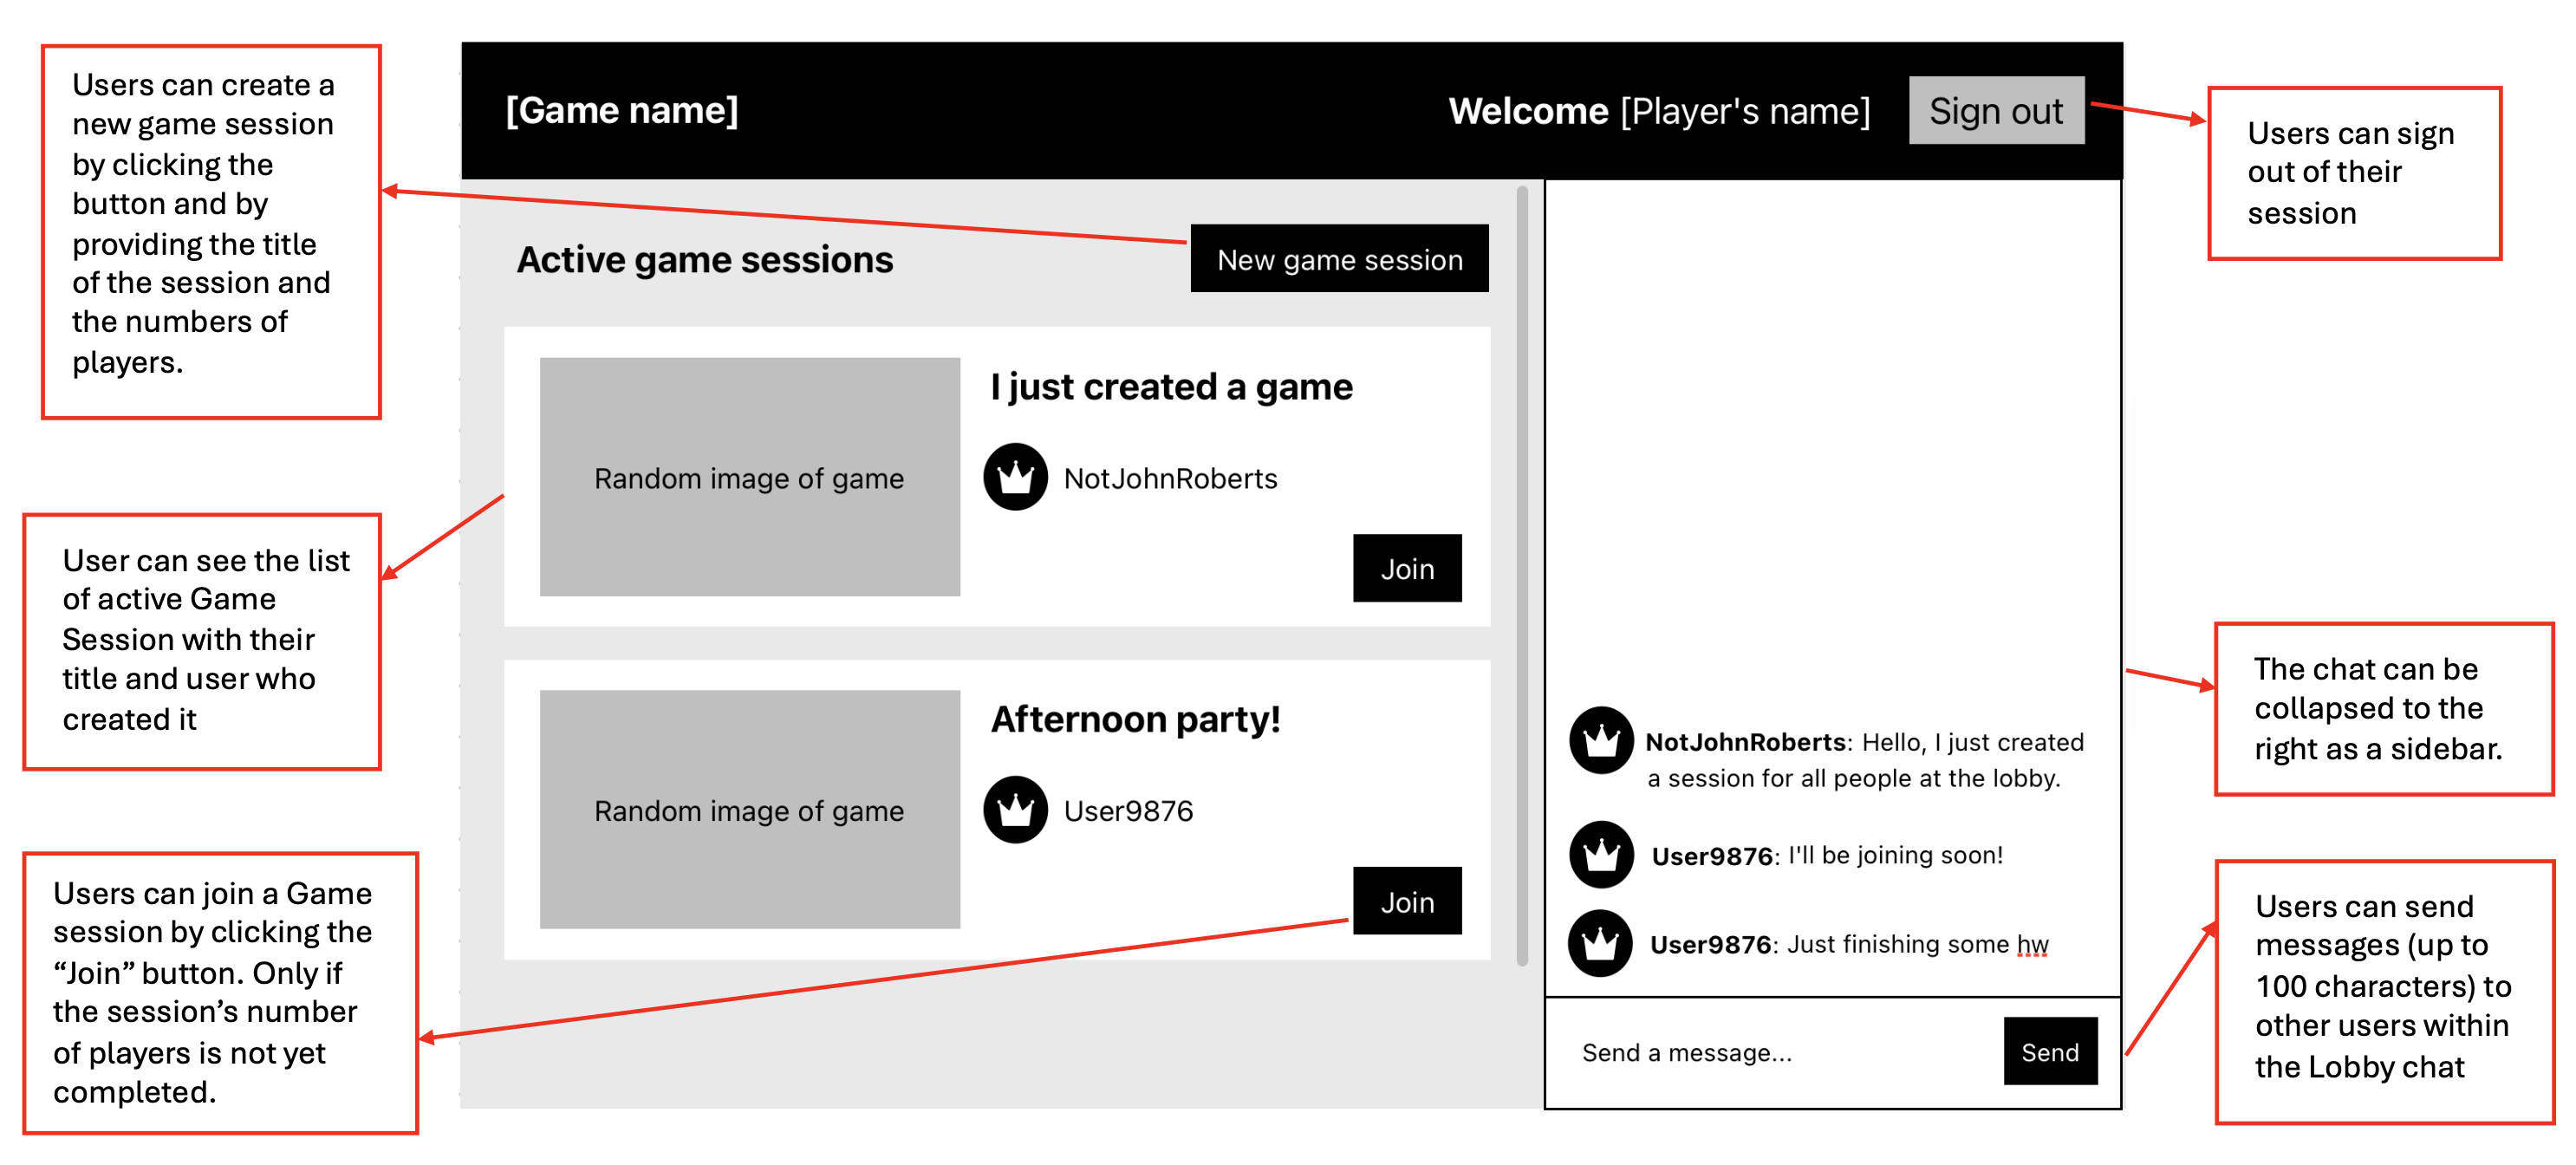 Users can create a
new game session
by clicking the
button and by
providing the title
of the session and
the numbers of
players.
User can see the list
of active Game
Session with their
title and user who
created it
Users can join a Game
session by clicking the
“Join” button. Only if
the session’s number
of players is not yet
completed.
[Game name]
Welcome [Player's name]
Sign out
Active game sessions
New game session
Random image of game
I just created a game
NotJohnRoberts
Join
Random image of game
Afternoon party!
User9876
Join
NotJohnRoberts: Hello, I just created
a session for all people at the lobby.
User9876: I'll be joining soon!
User9876: Just finishing some hw
Send a message...
Send
Users can sign
out of their
session
The chat can be
collapsed to the
right as a sidebar.
Users can send
messages (up to
100 characters) to
other users within
the Lobby chat